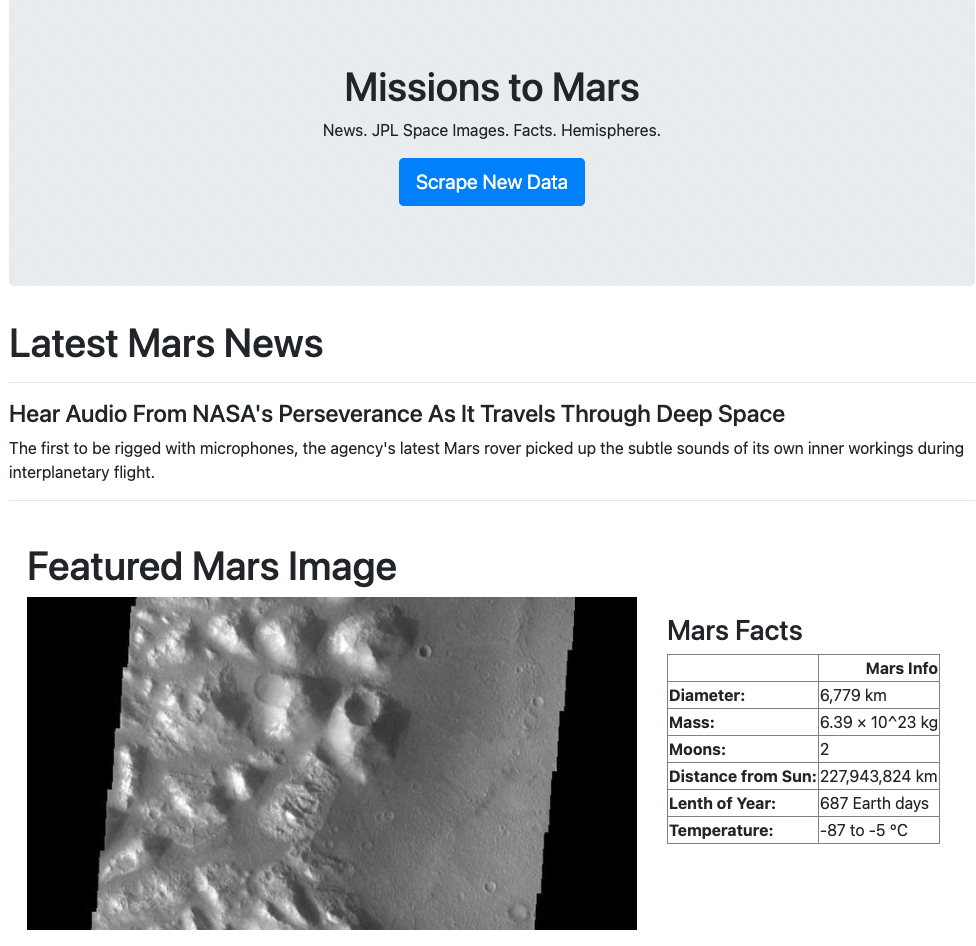 Missions to Mars
News. JPL Space Images. Facts. Hemispheres.
Scrape New Data
Latest Mars News
Hear Audio From NASA's Perseverance As It Travels Through Deep Space
The first to be rigged with microphones, the agency's latest Mars rover picked up the subtle sounds of its own inner workings during
interplanetary flight.
Featured Mars Image
Mars Facts
Mars Info
Diameter: 6,779 km
Mass: 6.39 × 10^23 kg
Moons: 2
Distance from Sun: 227,943,824 km
Lenth of Year: 687 Earth days
Temperature: -87 to -5 °C